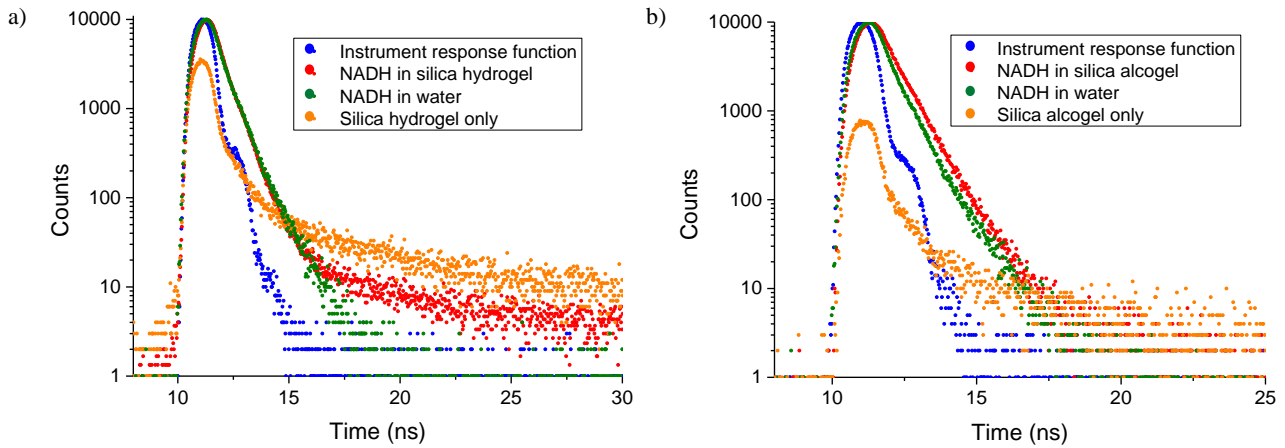 a)
10000
1000
100
10
1
Counts
Instrument response function
NADH in silica hydrogel
NADH in water
Silica hydrogel only
10 15 20 25 30
Time (ns)
b)
10000
1000
100
10
1
Counts
Instrument response function
NADH in silica alcogel
NADH in water
Silica alcogel only
10 15 20 25
Time (ns)